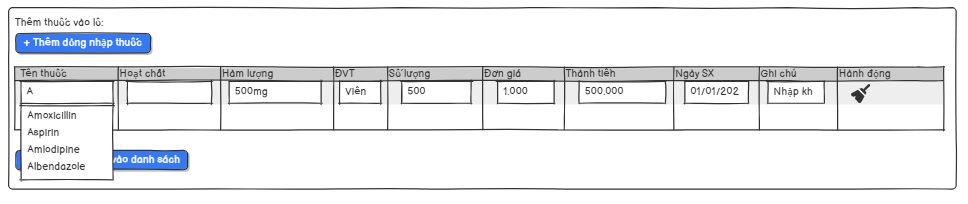 Thêm thuốc vào lô:
+ Thêm dòng nhập thuốc
Tên thuốc Hoạt chất Hàm lượng ĐVT Số lượng Đơn giá Thành tiền Ngày SX Ghi chú Hành động
A 500mg Viên 500 1,000 500,000 01/01/202 Nhập kh
Amoxicillin
Aspirin
Amlodipine
vào danh sách
Albendazole